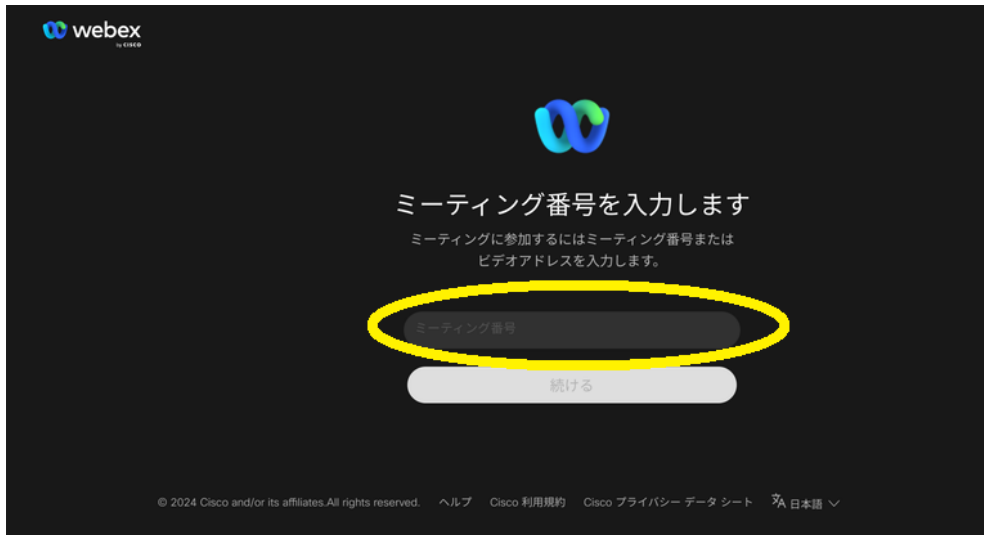 webex
by CISCO
ミーティング番号を入力します
ミーティングに参加するにはミーティング番号または
ビデオアドレスを入力します。
ミーティング番号
続ける
© 2024 Cisco and/or its affiliates.All rights reserved. ヘルプ Cisco 利用規約 Cisco プライバシー データ シート 文A 日本語